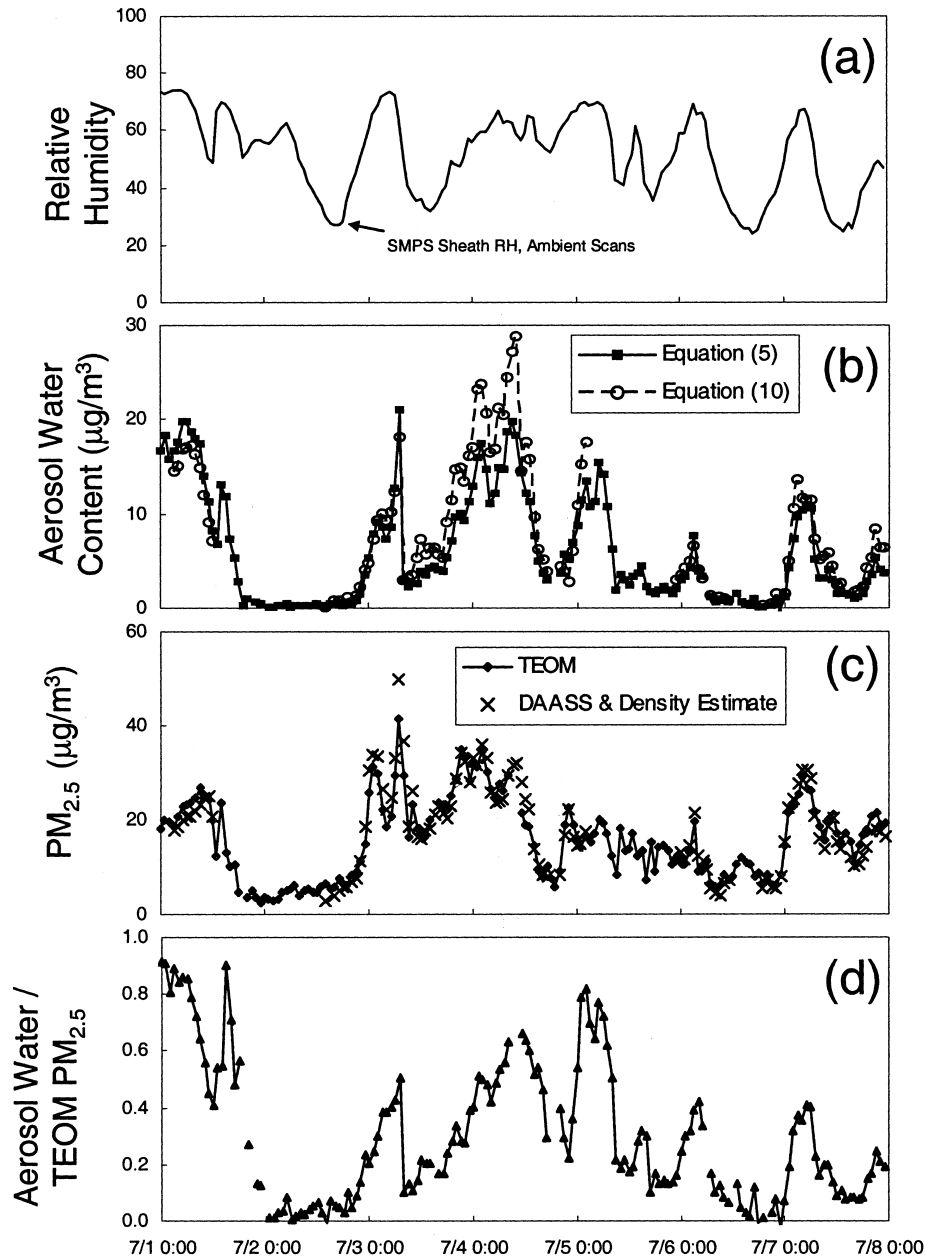 (a)
Relative
Humidity
100
80
60
40
20
0
SMPS Sheath RH, Ambient Scans
(b)
Aerosol Water
Content (µg/m³)
30
20
10
0
Equation (5)
Equation (10)
(c)
PM₂.₅ (µg/m³)
60
40
20
0
TEOM
DAASS & Density Estimate
(d)
Aerosol Water /
TEOM PM₂.₅
1.0
0.8
0.6
0.4
0.2
0.0
7/1 0:00 7/2 0:00 7/3 0:00 7/4 0:00 7/5 0:00 7/6 0:00 7/7 0:00 7/8 0:00